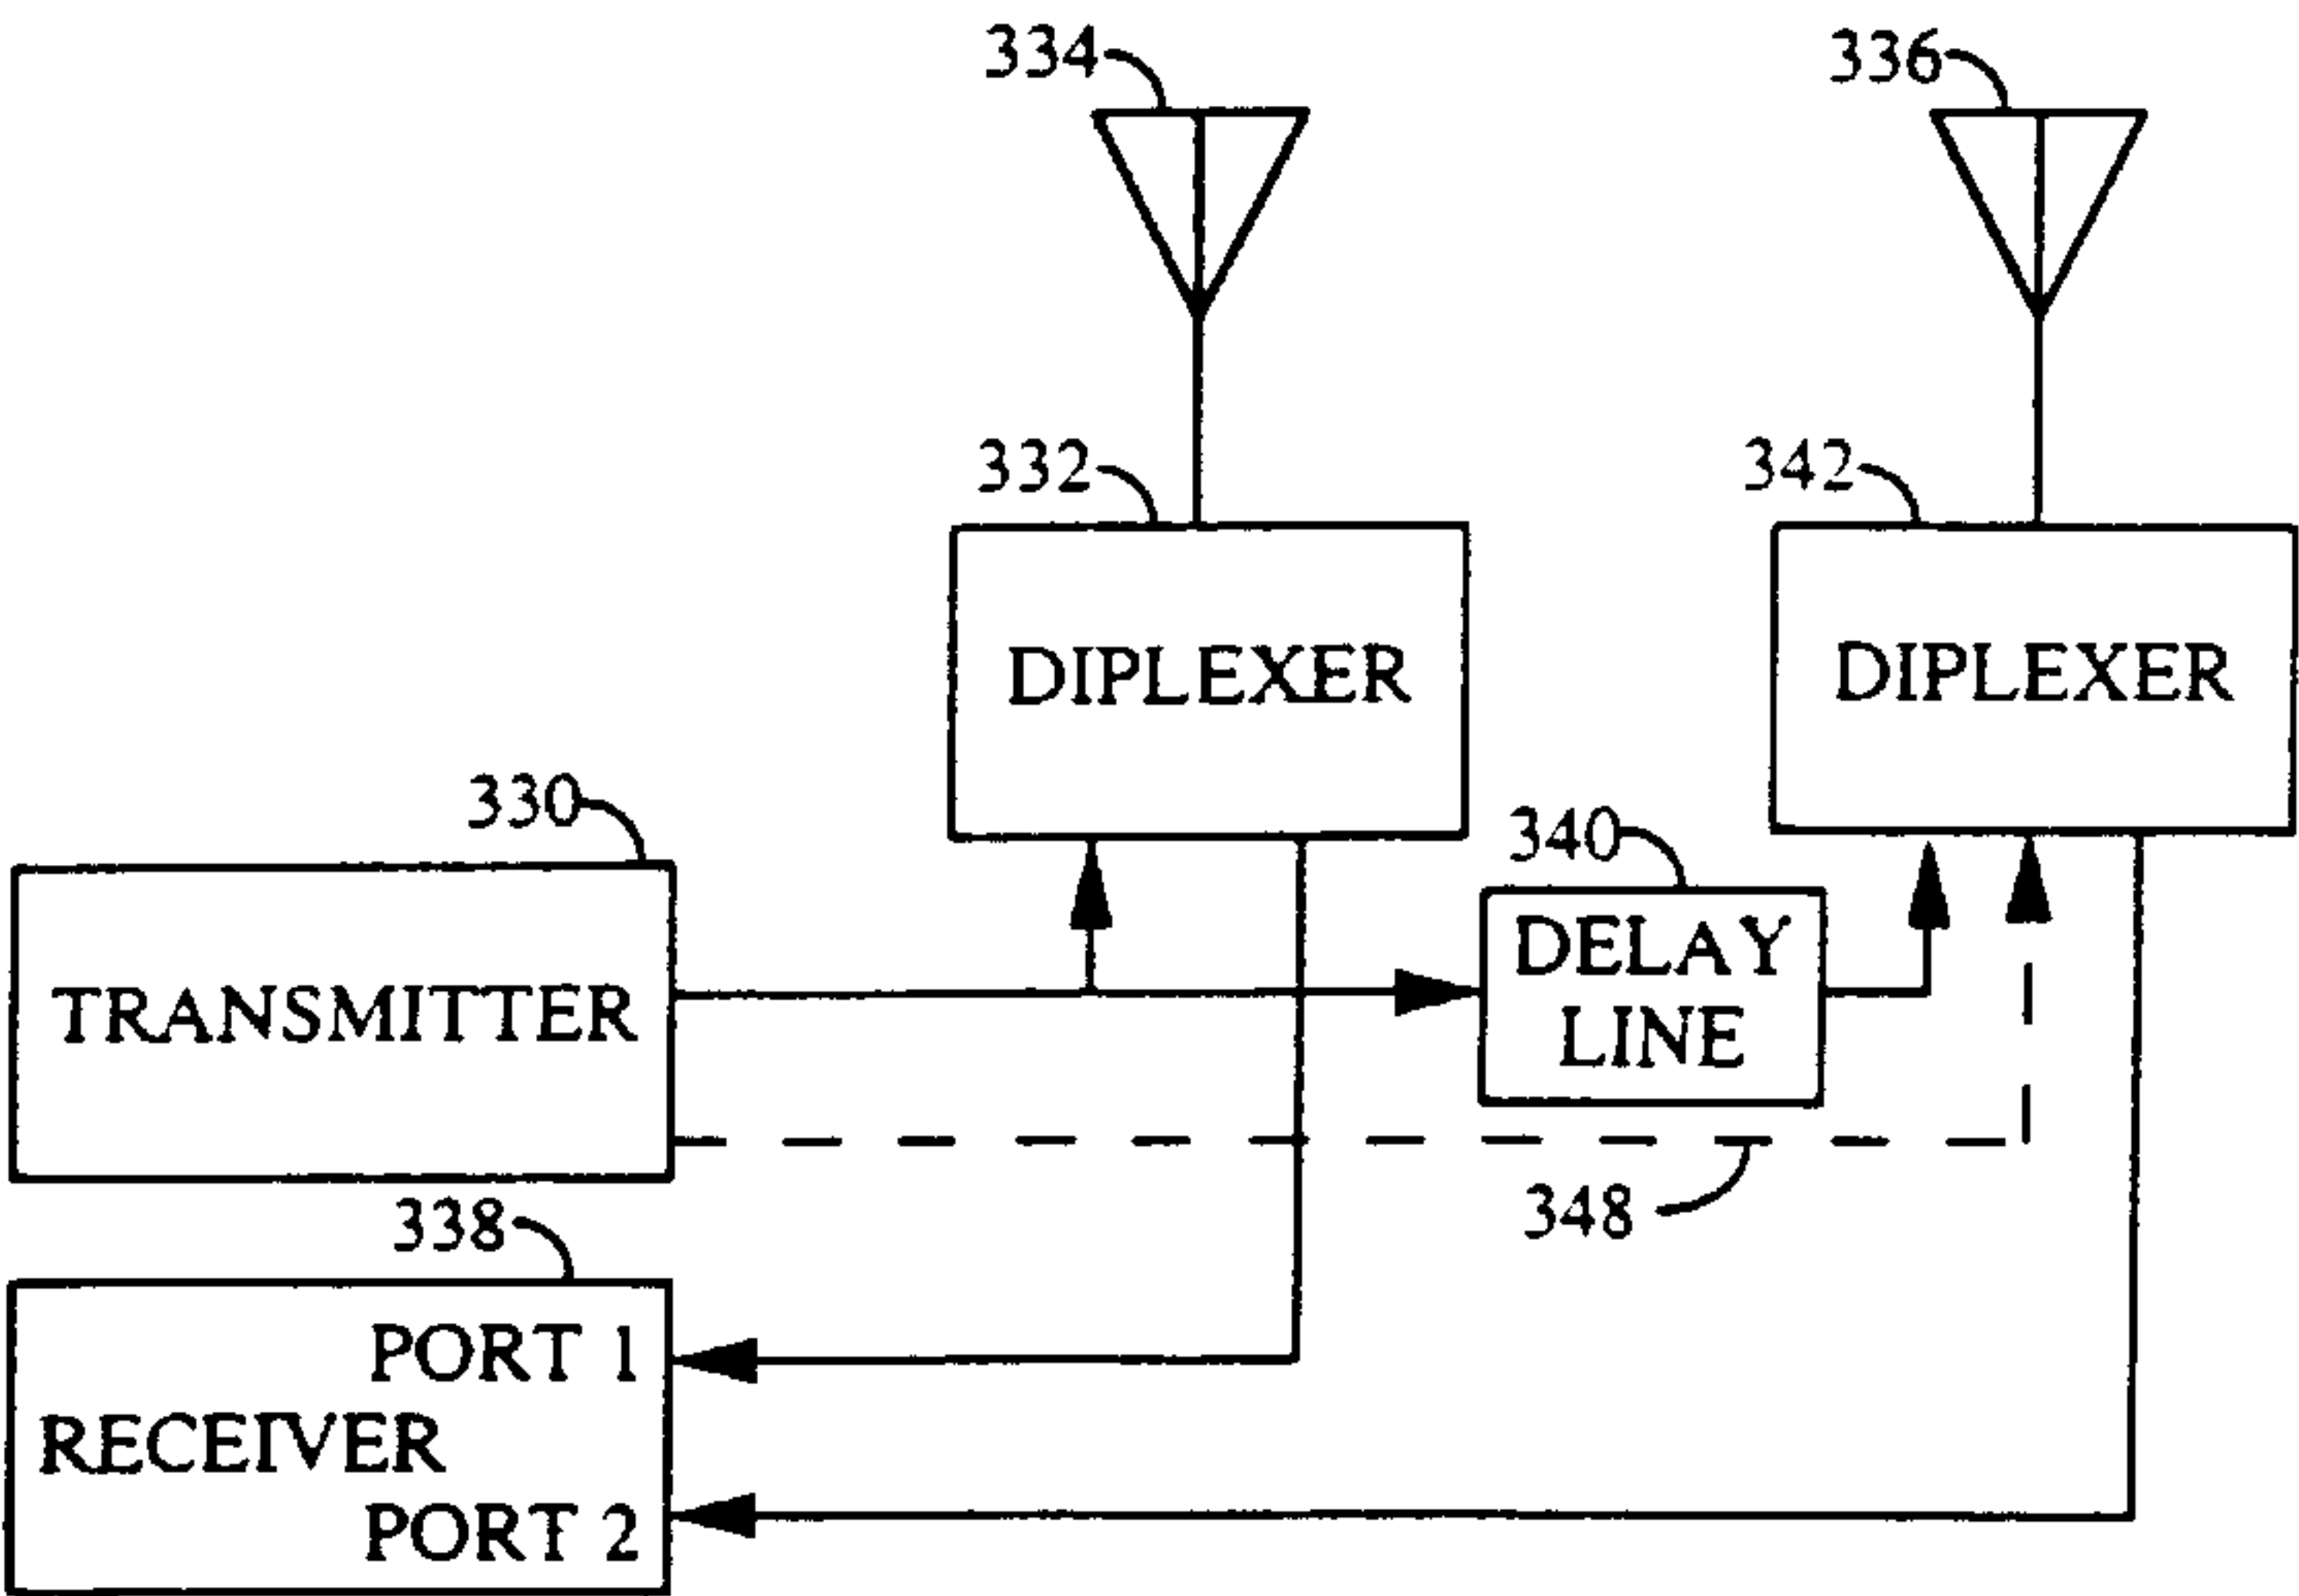 334
336
332
342
DIPLEXER
DIPLEXER
330
340
TRANSMITTER
DELAY
LINE
338
348
PORT 1
RECEIVER
PORT 2